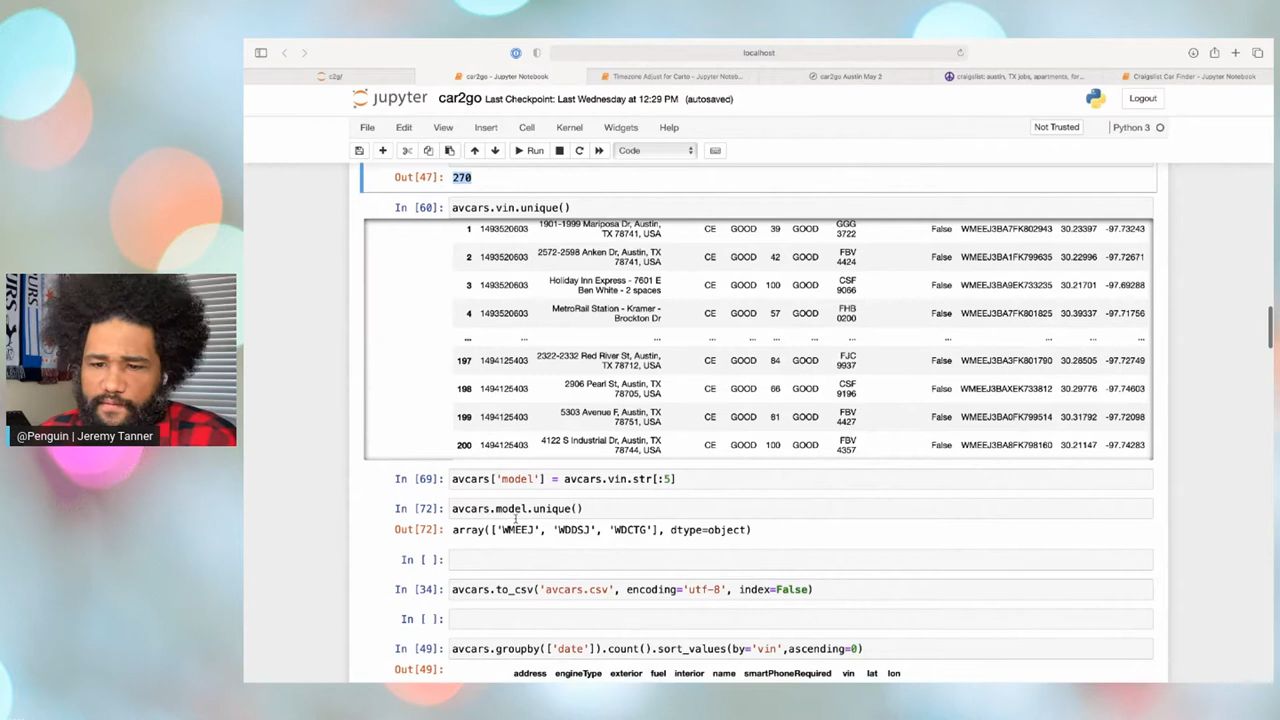 localhost
c2g/
car2go - Jupyter Notebook
Timezone Adjust for Carto - Jupyter Noteb...
car2go Austin May 2
craigslist: austin, TX jobs, apartments, for...
Craigslist Car Finder - Jupyter Notebook
jupyter car2go Last Checkpoint: Last Wednesday at 12:29 PM (autosaved)
Logout
File Edit View Insert Cell Kernel Widgets Help
Not Trusted
Python 3
Run
Code
Out[47]: 270
In [60]: avcars.vin.unique()
1 1493520603 1901-1999 Mariposa Dr, Austin, TX 78741, USA CE GOOD 39 GOOD GGG 3722 False WMEEJ3BA7FK802943 30.23397 -97.73243
2 1493520603 2572-2598 Anken Dr, Austin, TX 78741, USA CE GOOD 42 GOOD FBV 4424 False WMEEJ3BA1FK799635 30.22996 -97.72671
3 1493520603 Holiday Inn Express - 7601 E Ben White - 2 spaces CE GOOD 100 GOOD CSF 9066 False WMEEJ3BA9EK733235 30.21701 -97.69288
4 1493520603 MetroRail Station - Kramer - Brockton Dr CE GOOD 57 GOOD FHB 0200 False WMEEJ3BA7FK801825 30.39337 -97.71756
... ... ... ... ... ... ... ... ... ... ... ...
197 1494125403 2322-2332 Red River St, Austin, TX 78712, USA CE GOOD 84 GOOD FJC 9937 False WMEEJ3BA3FK801790 30.28505 -97.72749
198 1494125403 2906 Pearl St, Austin, TX 78705, USA CE GOOD 66 GOOD CSF 9196 False WMEEJ3BAXEK733812 30.29776 -97.74603
199 1494125403 5303 Avenue F, Austin, TX 78751, USA CE GOOD 61 GOOD FBV 4427 False WMEEJ3BA0FK799514 30.31792 -97.72098
200 1494125403 4122 S Industrial Dr, Austin, TX 78744, USA CE GOOD 100 GOOD FBV 4357 False WMEEJ3BA8FK798160 30.21147 -97.74283
In [69]: avcars['model'] = avcars.vin.str[:5]
In [72]: avcars.model.unique()
Out[72]: array(['WMEEJ', 'WDDSJ', 'WDCTG'], dtype=object)
In [ ]:
In [34]: avcars.to_csv('avcars.csv', encoding='utf-8', index=False)
In [ ]:
In [49]: avcars.groupby(['date']).count().sort_values(by='vin',ascending=0)
Out[49]:
address engineType exterior fuel interior name smartPhoneRequired vin lat lon
@Penguin | Jeremy Tanner